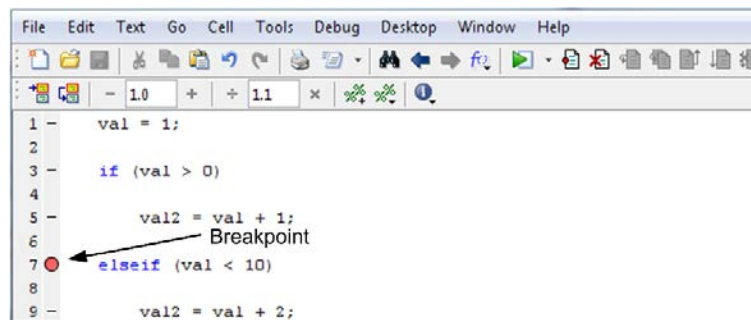 File Edit Text Go Cell Tools Debug Desktop Window Help
− 1.0 + ÷ 1.1 ×
1 − val = 1;
2
3 − if (val > 0)
4
5 − val2 = val + 1;
6 Breakpoint
7 elseif (val < 10)
8
9 − val2 = val + 2;